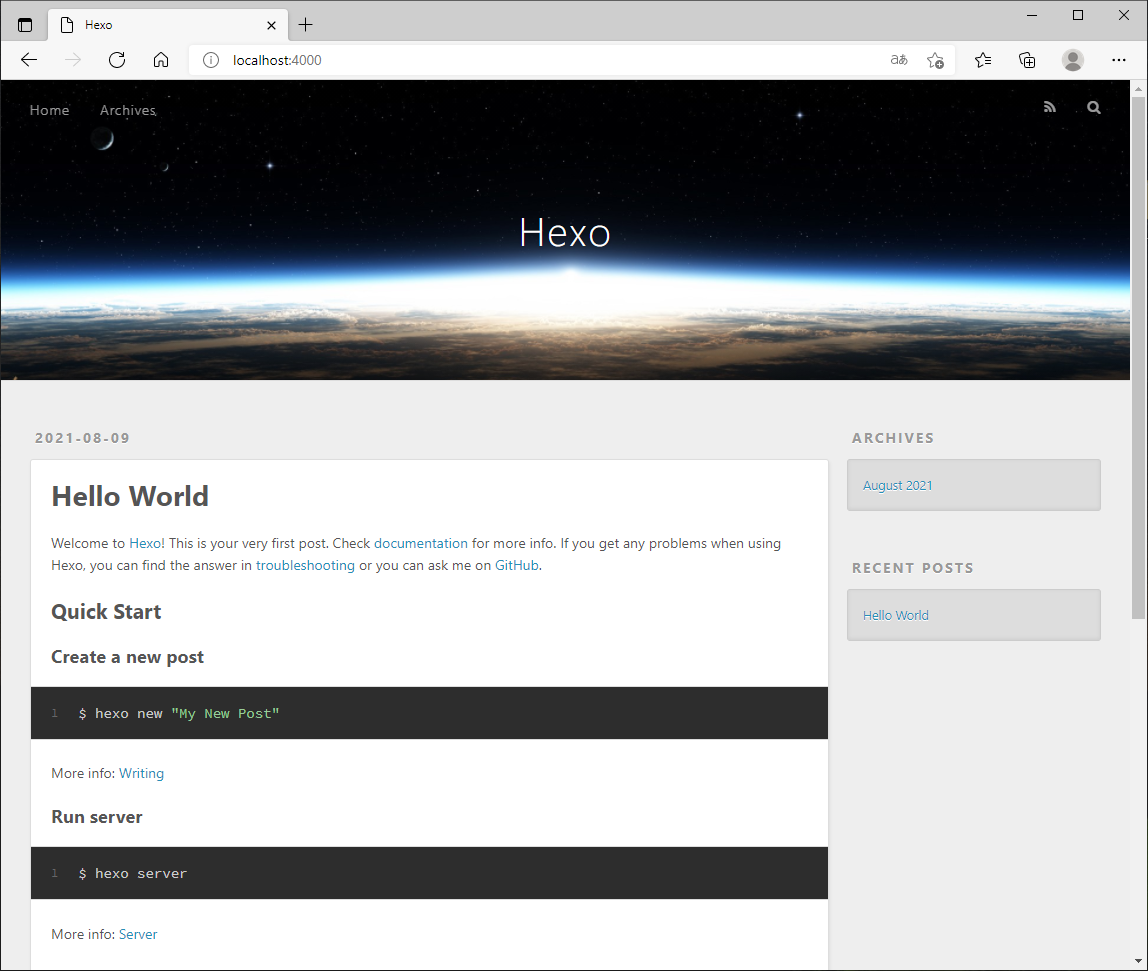 Hexo
localhost:4000
aあ
Home Archives
Hexo
2021-08-09
Hello World
Welcome to Hexo! This is your very first post. Check documentation for more info. If you get any problems when using
Hexo, you can find the answer in troubleshooting or you can ask me on GitHub.
Quick Start
Create a new post
1 $ hexo new "My New Post"
More info: Writing
Run server
1 $ hexo server
More info: Server
ARCHIVES
August 2021
RECENT POSTS
Hello World